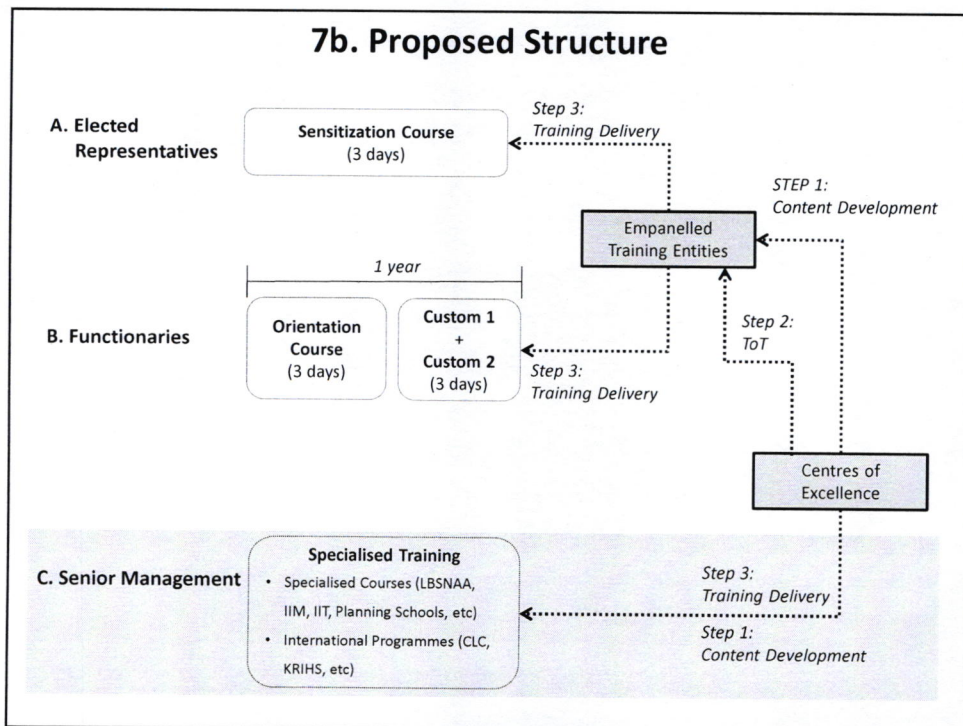 7b. Proposed Structure
A. Elected
Representatives
Sensitization Course
(3 days)
Step 3:
Training Delivery
STEP 1:
Content Development
Empanelled
Training Entities
1 year
B. Functionaries
Orientation
Course
(3 days)
Custom 1
+
Custom 2
(3 days)
Step 3:
Training Delivery
Step 2:
ToT
Centres of
Excellence
C. Senior Management
Specialised Training
• Specialised Courses (LBSNAA,
IIM, IIT, Planning Schools, etc)
• International Programmes (CLC,
KRIHS, etc)
Step 3:
Training Delivery
Step 1:
Content Development